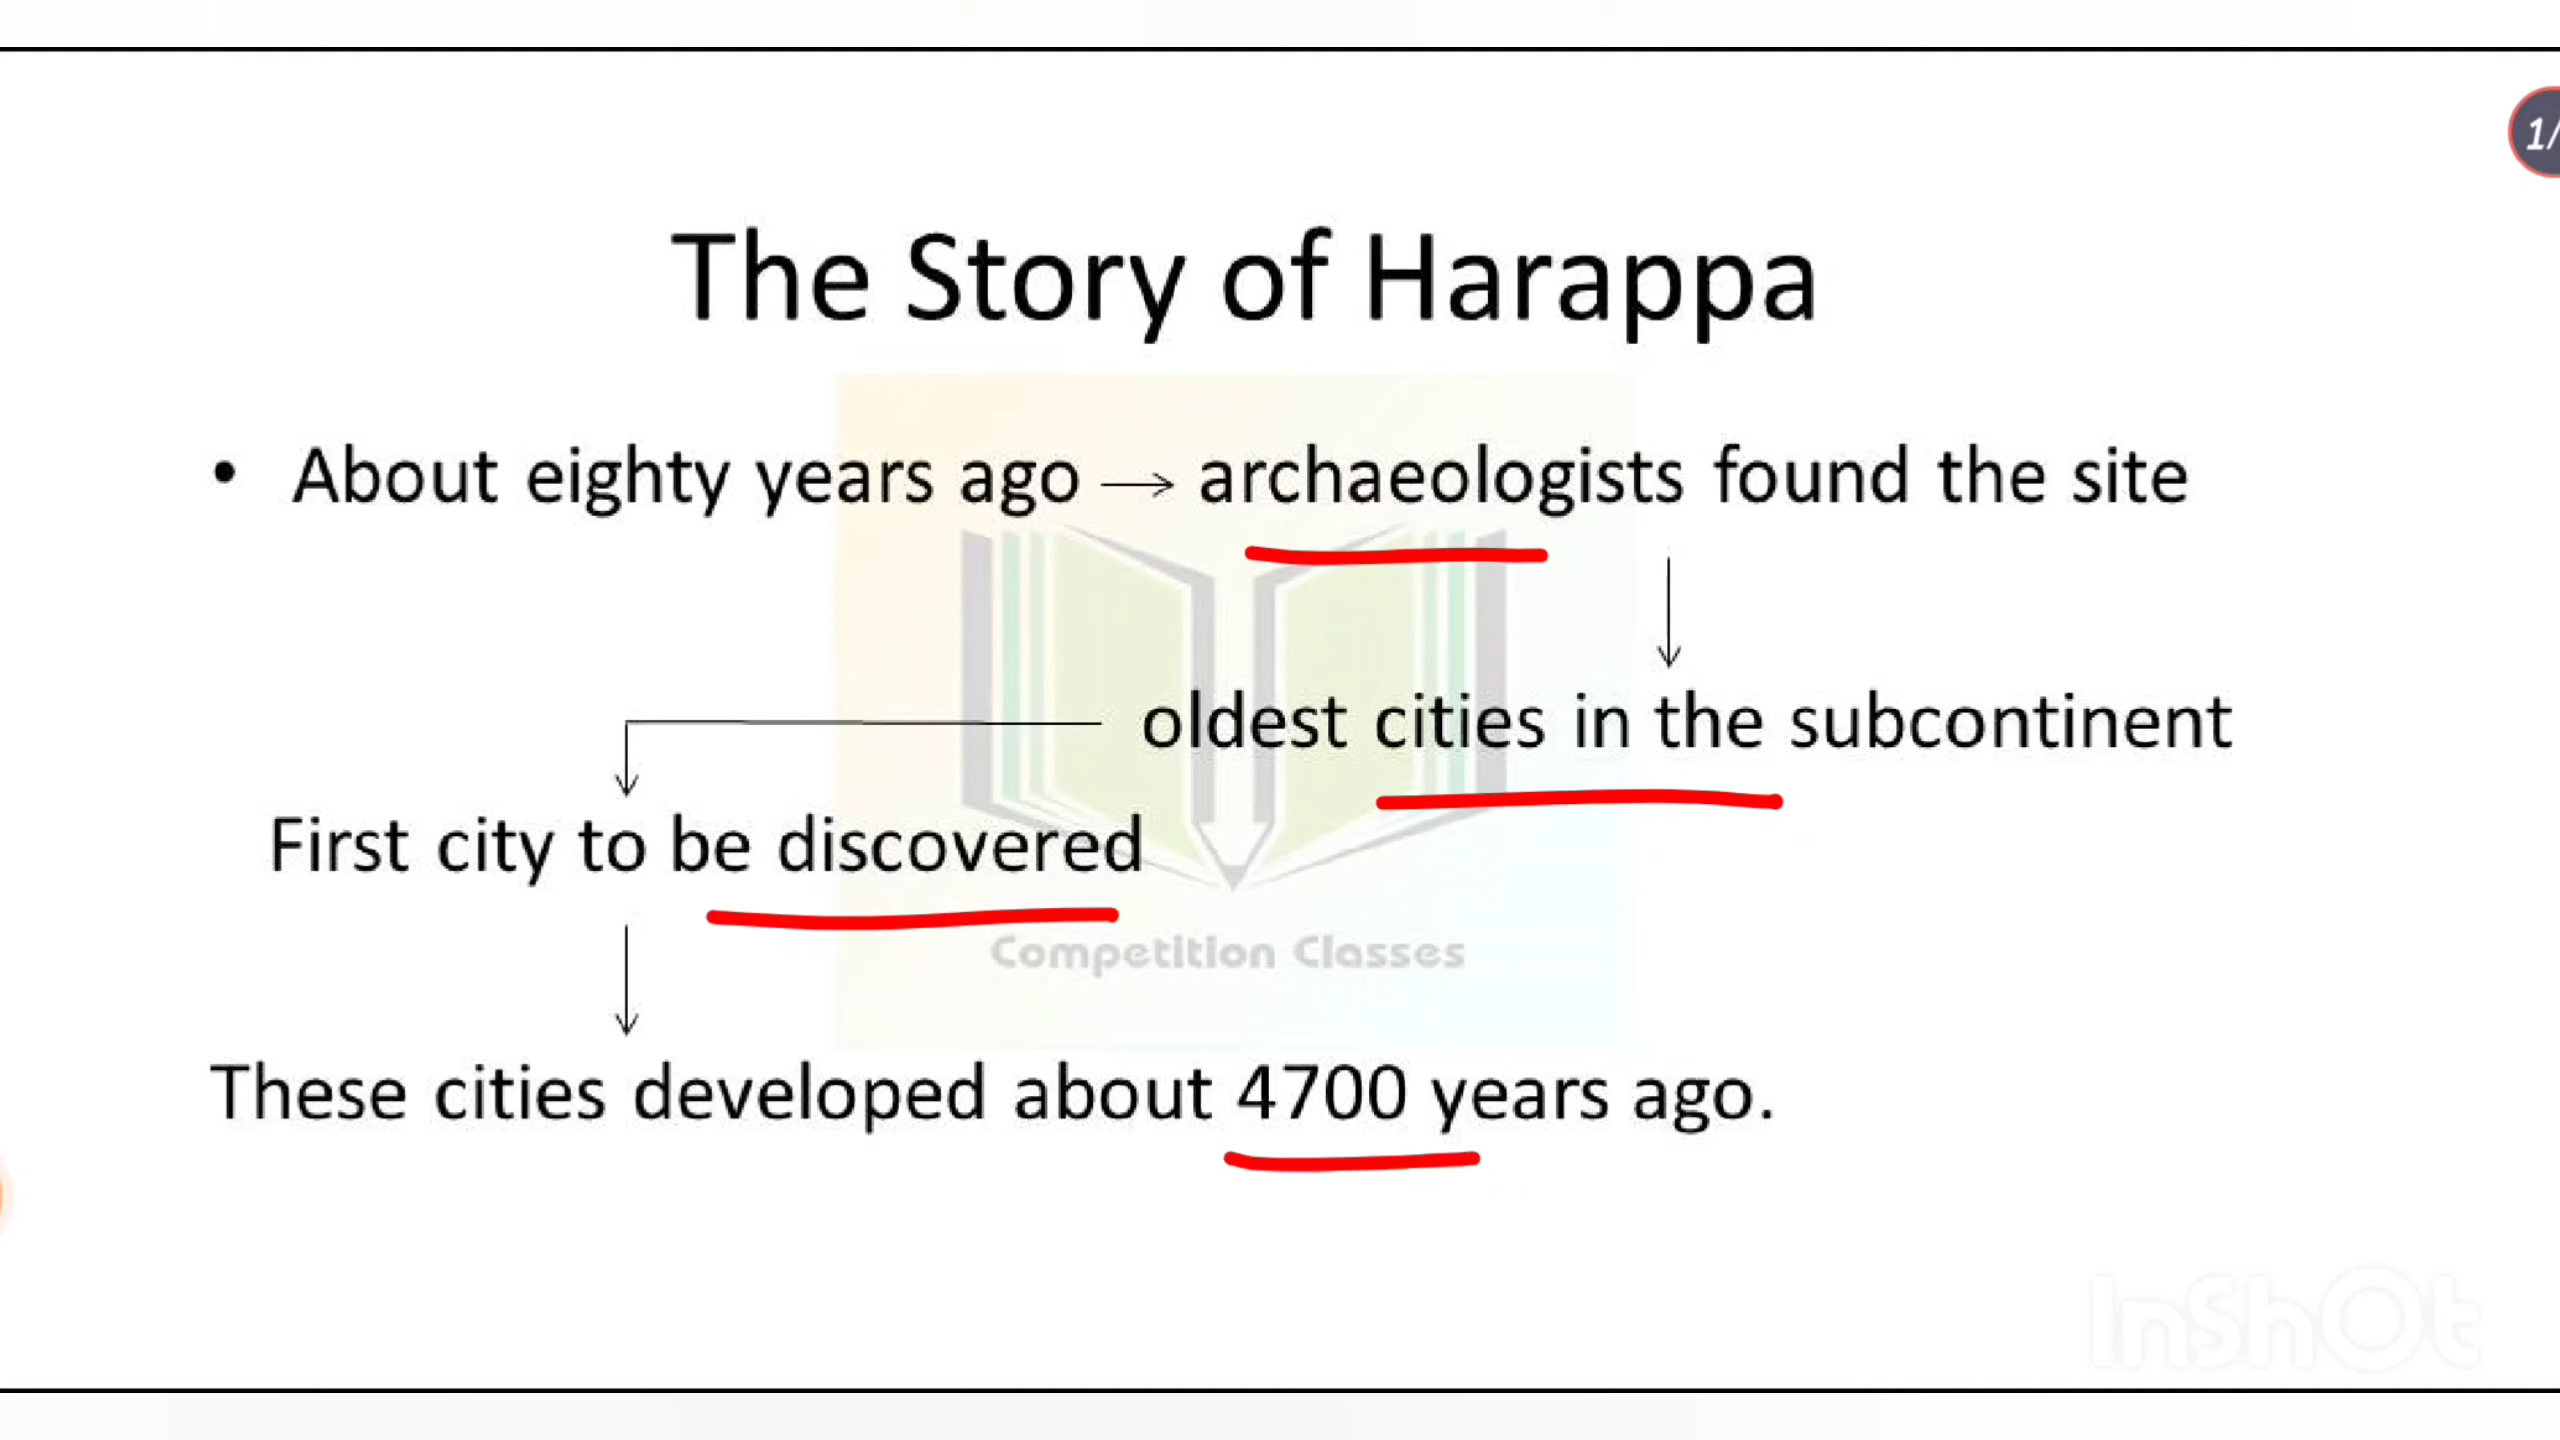 1/
The Story of Harappa
• About eighty years ago → archaeologists found the site
oldest cities in the subcontinent
First city to be discovered
Competition Classes
These cities developed about 4700 years ago.
InShOt